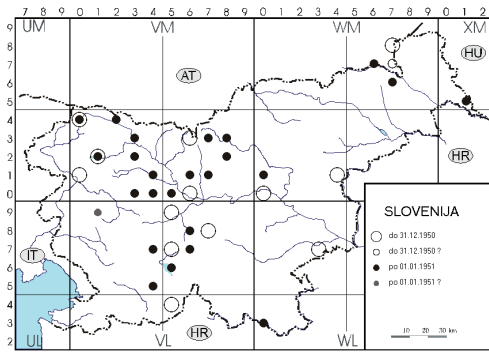 7 8 9 0 1 2 3 4 5 6 7 8 9 0 1 2 3 4 5 6 7 8 9 0 1 2
UM VM WM XM
9
8
7
6
5
4
3
2
1
0
9
8
7
6
5
4
3
2
AT
HU
HR
IT
HR
UL VL WL
SLOVENIJA
do 31.12.1950
do 31.12.1950 ?
po 01.01.1951
po 01.01.1951 ?
10 20 30 km